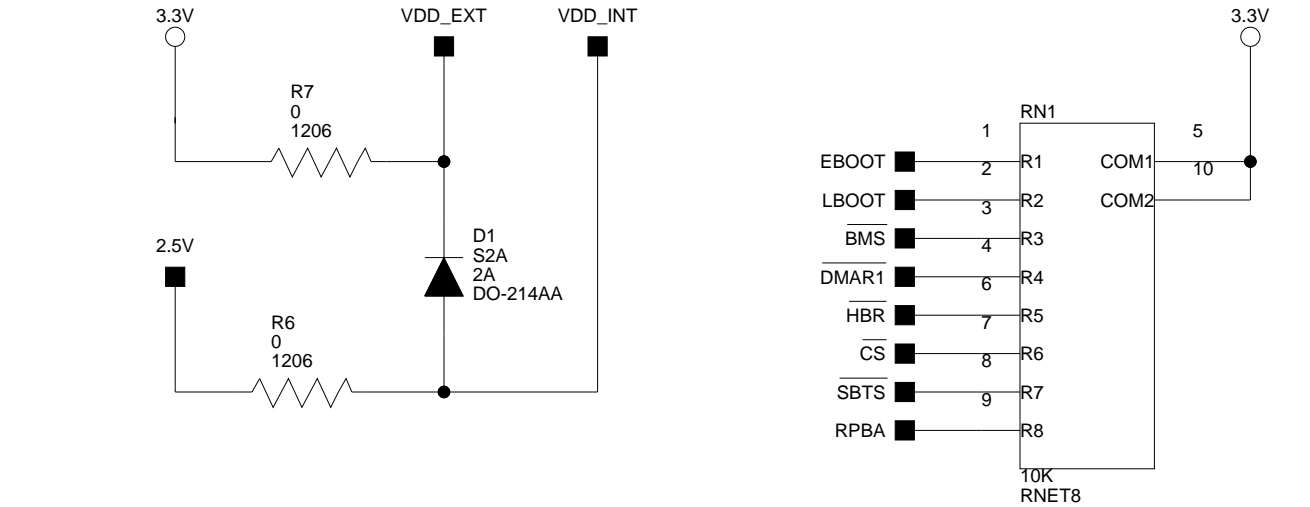 3.3V
VDD_EXT
VDD_INT
R7
0
1206
2.5V
D1
S2A
2A
DO-214AA
R6
0
1206
3.3V
RN1
1
5
EBOOT
R1
COM1
2
10
LBOOT
R2
COM2
3
BMS
R3
4
DMAR1
R4
6
HBR
R5
7
CS
R6
8
SBTS
R7
9
RPBA
R8
10K
RNET8